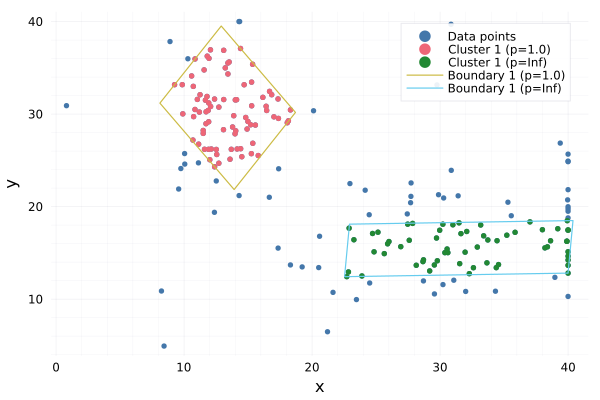 40
30
20
10
0
10
20
30
40
x
y
Data points
Cluster 1 (p=1.0)
Cluster 1 (p=Inf)
Boundary 1 (p=1.0)
Boundary 1 (p=Inf)